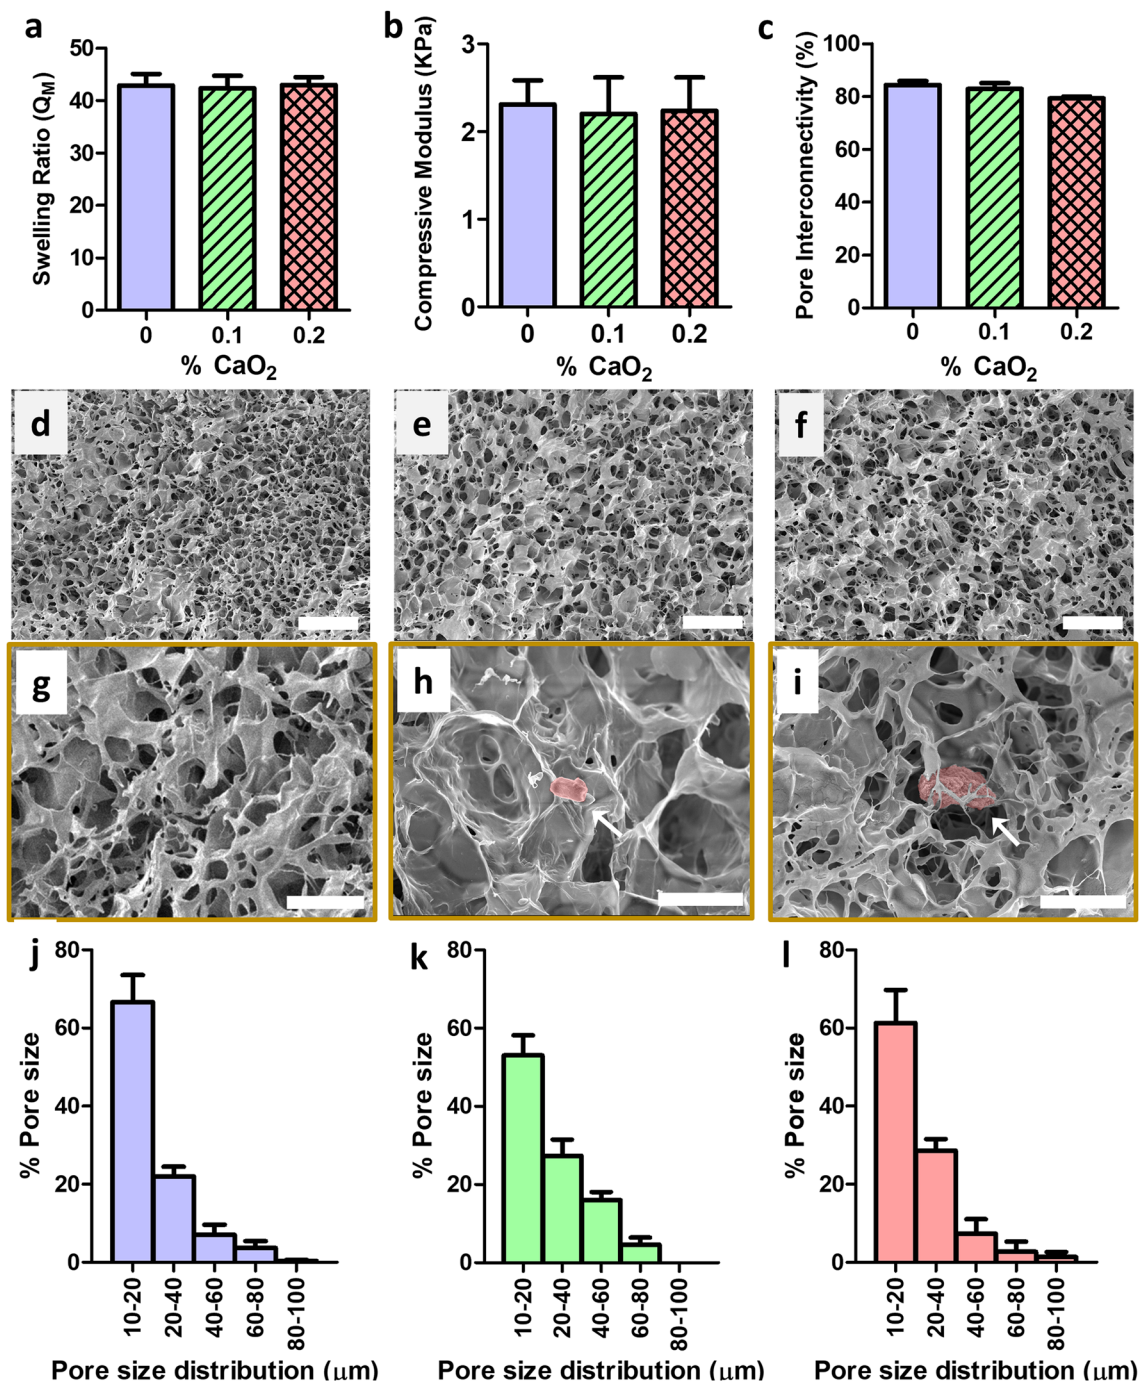 a
Swelling Ratio (Q_M)
50
40
30
20
10
0
0
0.1
0.2
% CaO₂
b
Compressive Modulus (KPa)
3
2
1
0
0
0.1
0.2
% CaO₂
c
Pore Interconnectivity (%)
100
80
60
40
20
0
0
0.1
0.2
% CaO₂
d
e
f
g
h
i
j
% Pore size
80
60
40
20
0
10-20
20-40
40-60
60-80
80-100
Pore size distribution (μm)
k
% Pore size
80
60
40
20
0
10-20
20-40
40-60
60-80
80-100
Pore size distribution (μm)
l
% Pore size
80
60
40
20
0
10-20
20-40
40-60
60-80
80-100
Pore size distribution (μm)